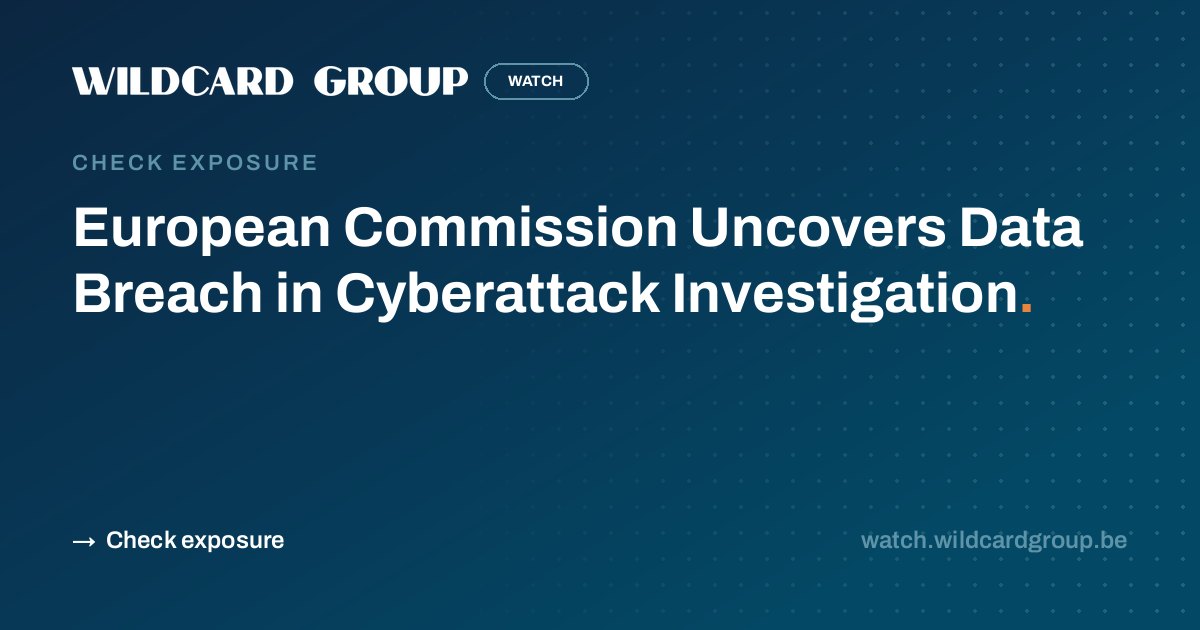 WILDCARD GROUP WATCH
CHECK EXPOSURE
European Commission Uncovers Data
Breach in Cyberattack Investigation.
→ Check exposure
watch.wildcardgroup.be